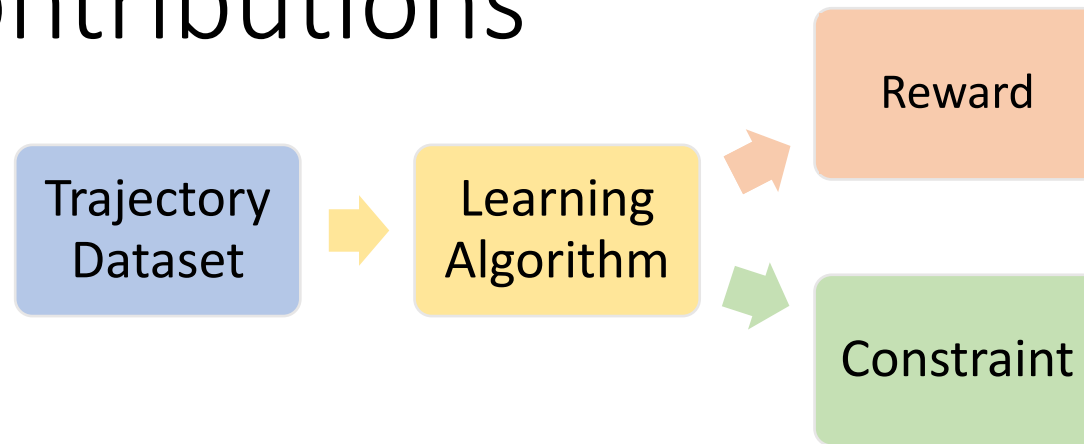 ontributions
Reward
Trajectory
Dataset
Learning
Algorithm
Constraint